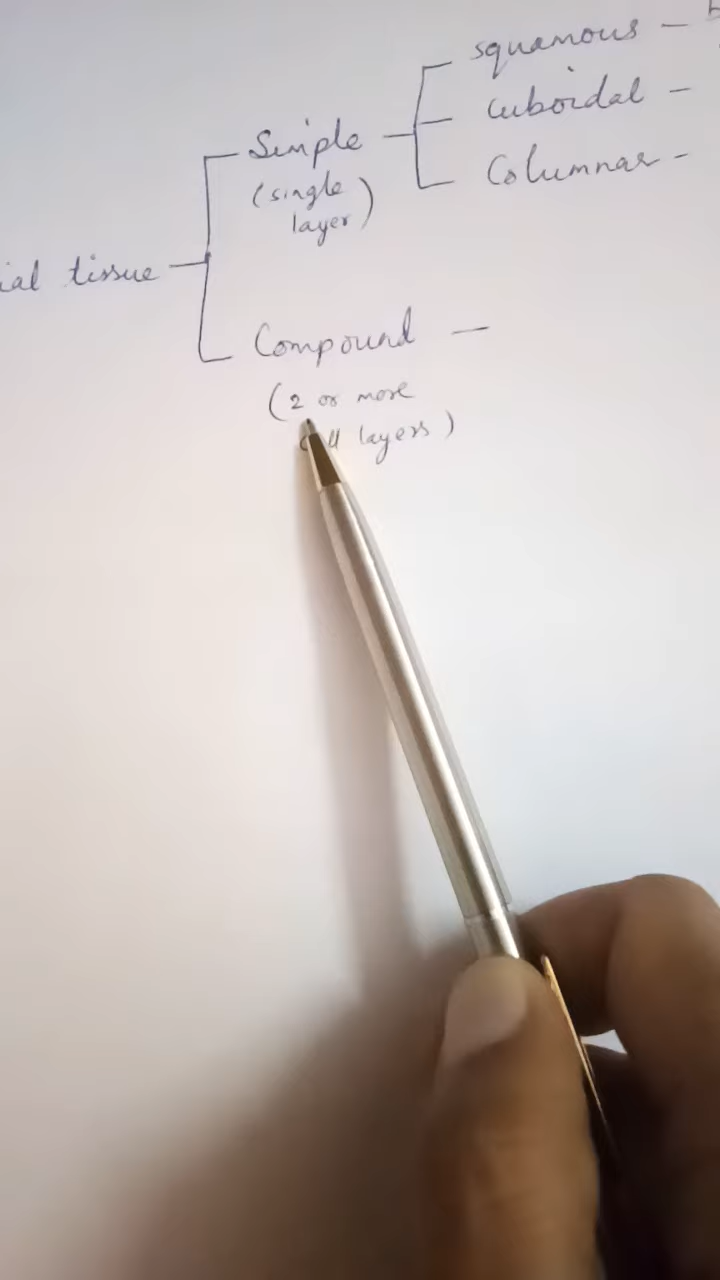 squamous –
Cuboidal –
Simple
Columnar –
(single
layer)
ial tissue
Compound –
(2 or more
layers)